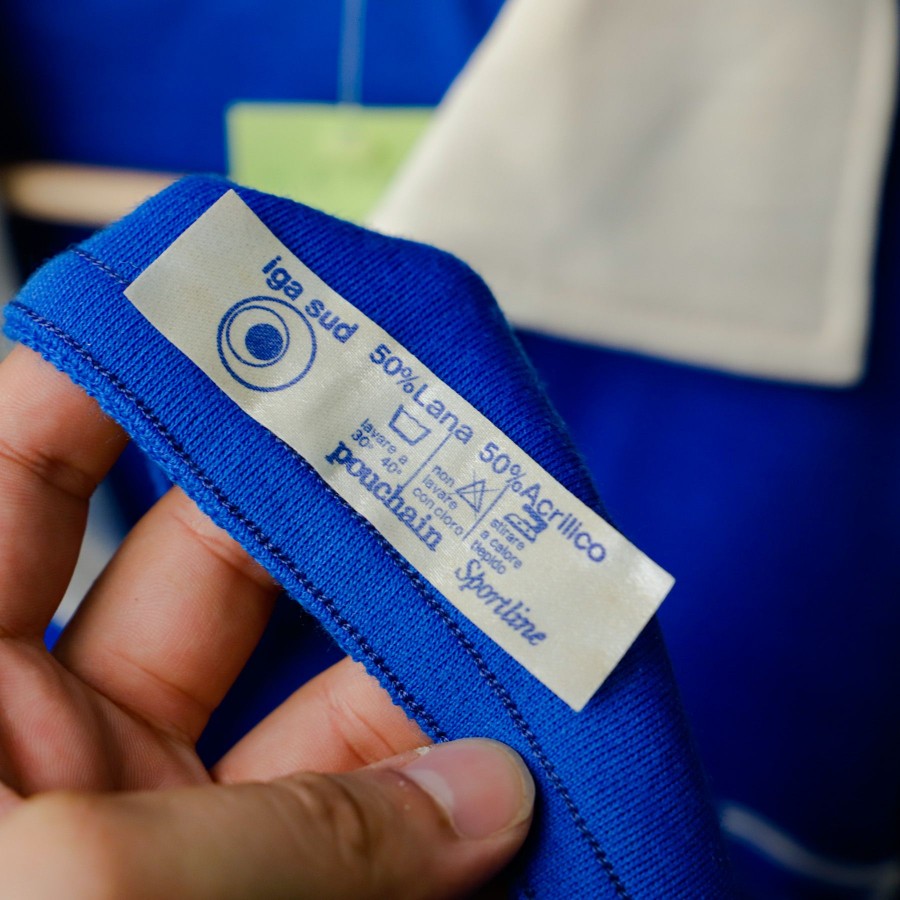 iga sud
50%Lana 50%Acrilico
lavare a
30° 40°
non
lavare
con cloro
stirare
a calore
tiepido
pouchain
Sportline